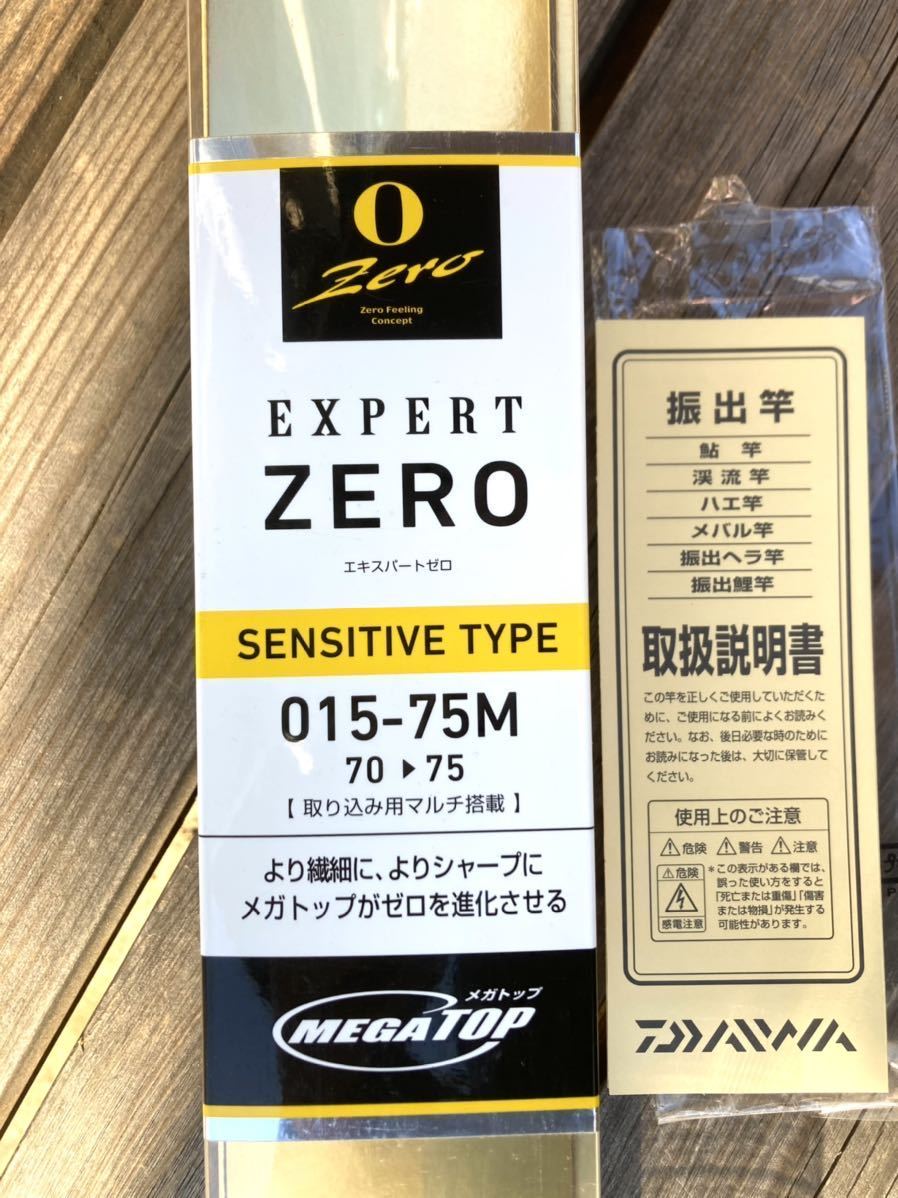 0
Zero
Zero Feeling
Concept
EXPERT
ZERO
エキスパートゼロ
SENSITIVE TYPE
015-75M
70▶75
【取り込み用マルチ搭載】
より繊細に、よりシャープに
メガトップがゼロを進化させる
メガトップ
MEGATOP
振出竿
鮎竿
渓流竿
ハエ竿
メバル竿
振出ヘラ竿
振出鯉竿
取扱説明書
この竿を正しくご使用していただくた
めに、ご使用になる前によくお読みく
ださい。なお、後日必要な時のために
お読みになった後は、大切に保管して
ください。
使用上のご注意
⚠危険 ⚠警告 ⚠注意
⚠危険
感電注意
*この表示がある欄では、
誤った使い方をすると
「死亡または重傷」「傷害
または物損」が発生する
可能性があります。
DAIWA